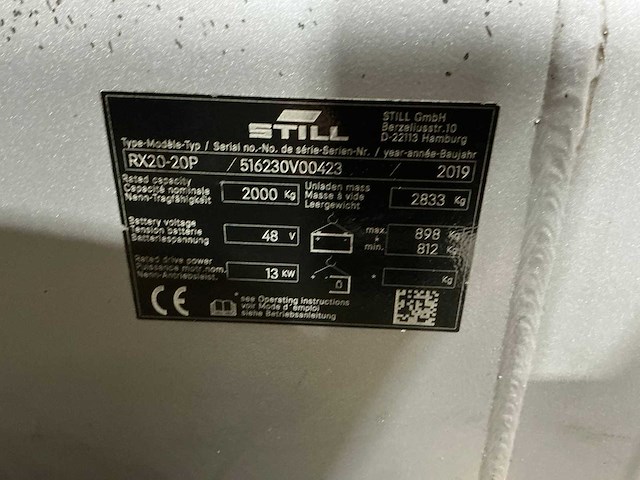 STILL
STILL GmbH
Berzeliusstr.10
D-22113 Hamburg
Type-Modèle-Typ / Serial no.-No. de série-Serien-Nr. / year-année-Baujahr
RX20-20P / 516230V00423 / 2019
Rated capacity
Capacité nominale
Nenn-Tragfähigkeit
2000 Kg
Unladen mass
Masse à vide
Leergewicht
2833 Kg
Battery voltage
Tension batterie
Batteriespannung
48 V
max. 898 Kg
min. 812 Kg
Rated drive power
Puissance motr.nom.
Nenn-Antriebsleist.
13 KW
0
* Kg
CE
see Operating Instructions
voir Mode d'emploi
siehe Betriebsanleitung